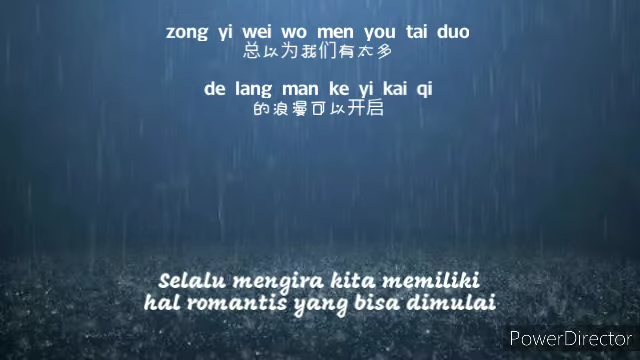 zong yi wei wo men you tai duo
总以为我们有太多
de lang man ke yi kai qi
的浪漫可以开启
Selalu mengira kita memiliki
hal romantis yang bisa dimulai
PowerDirector